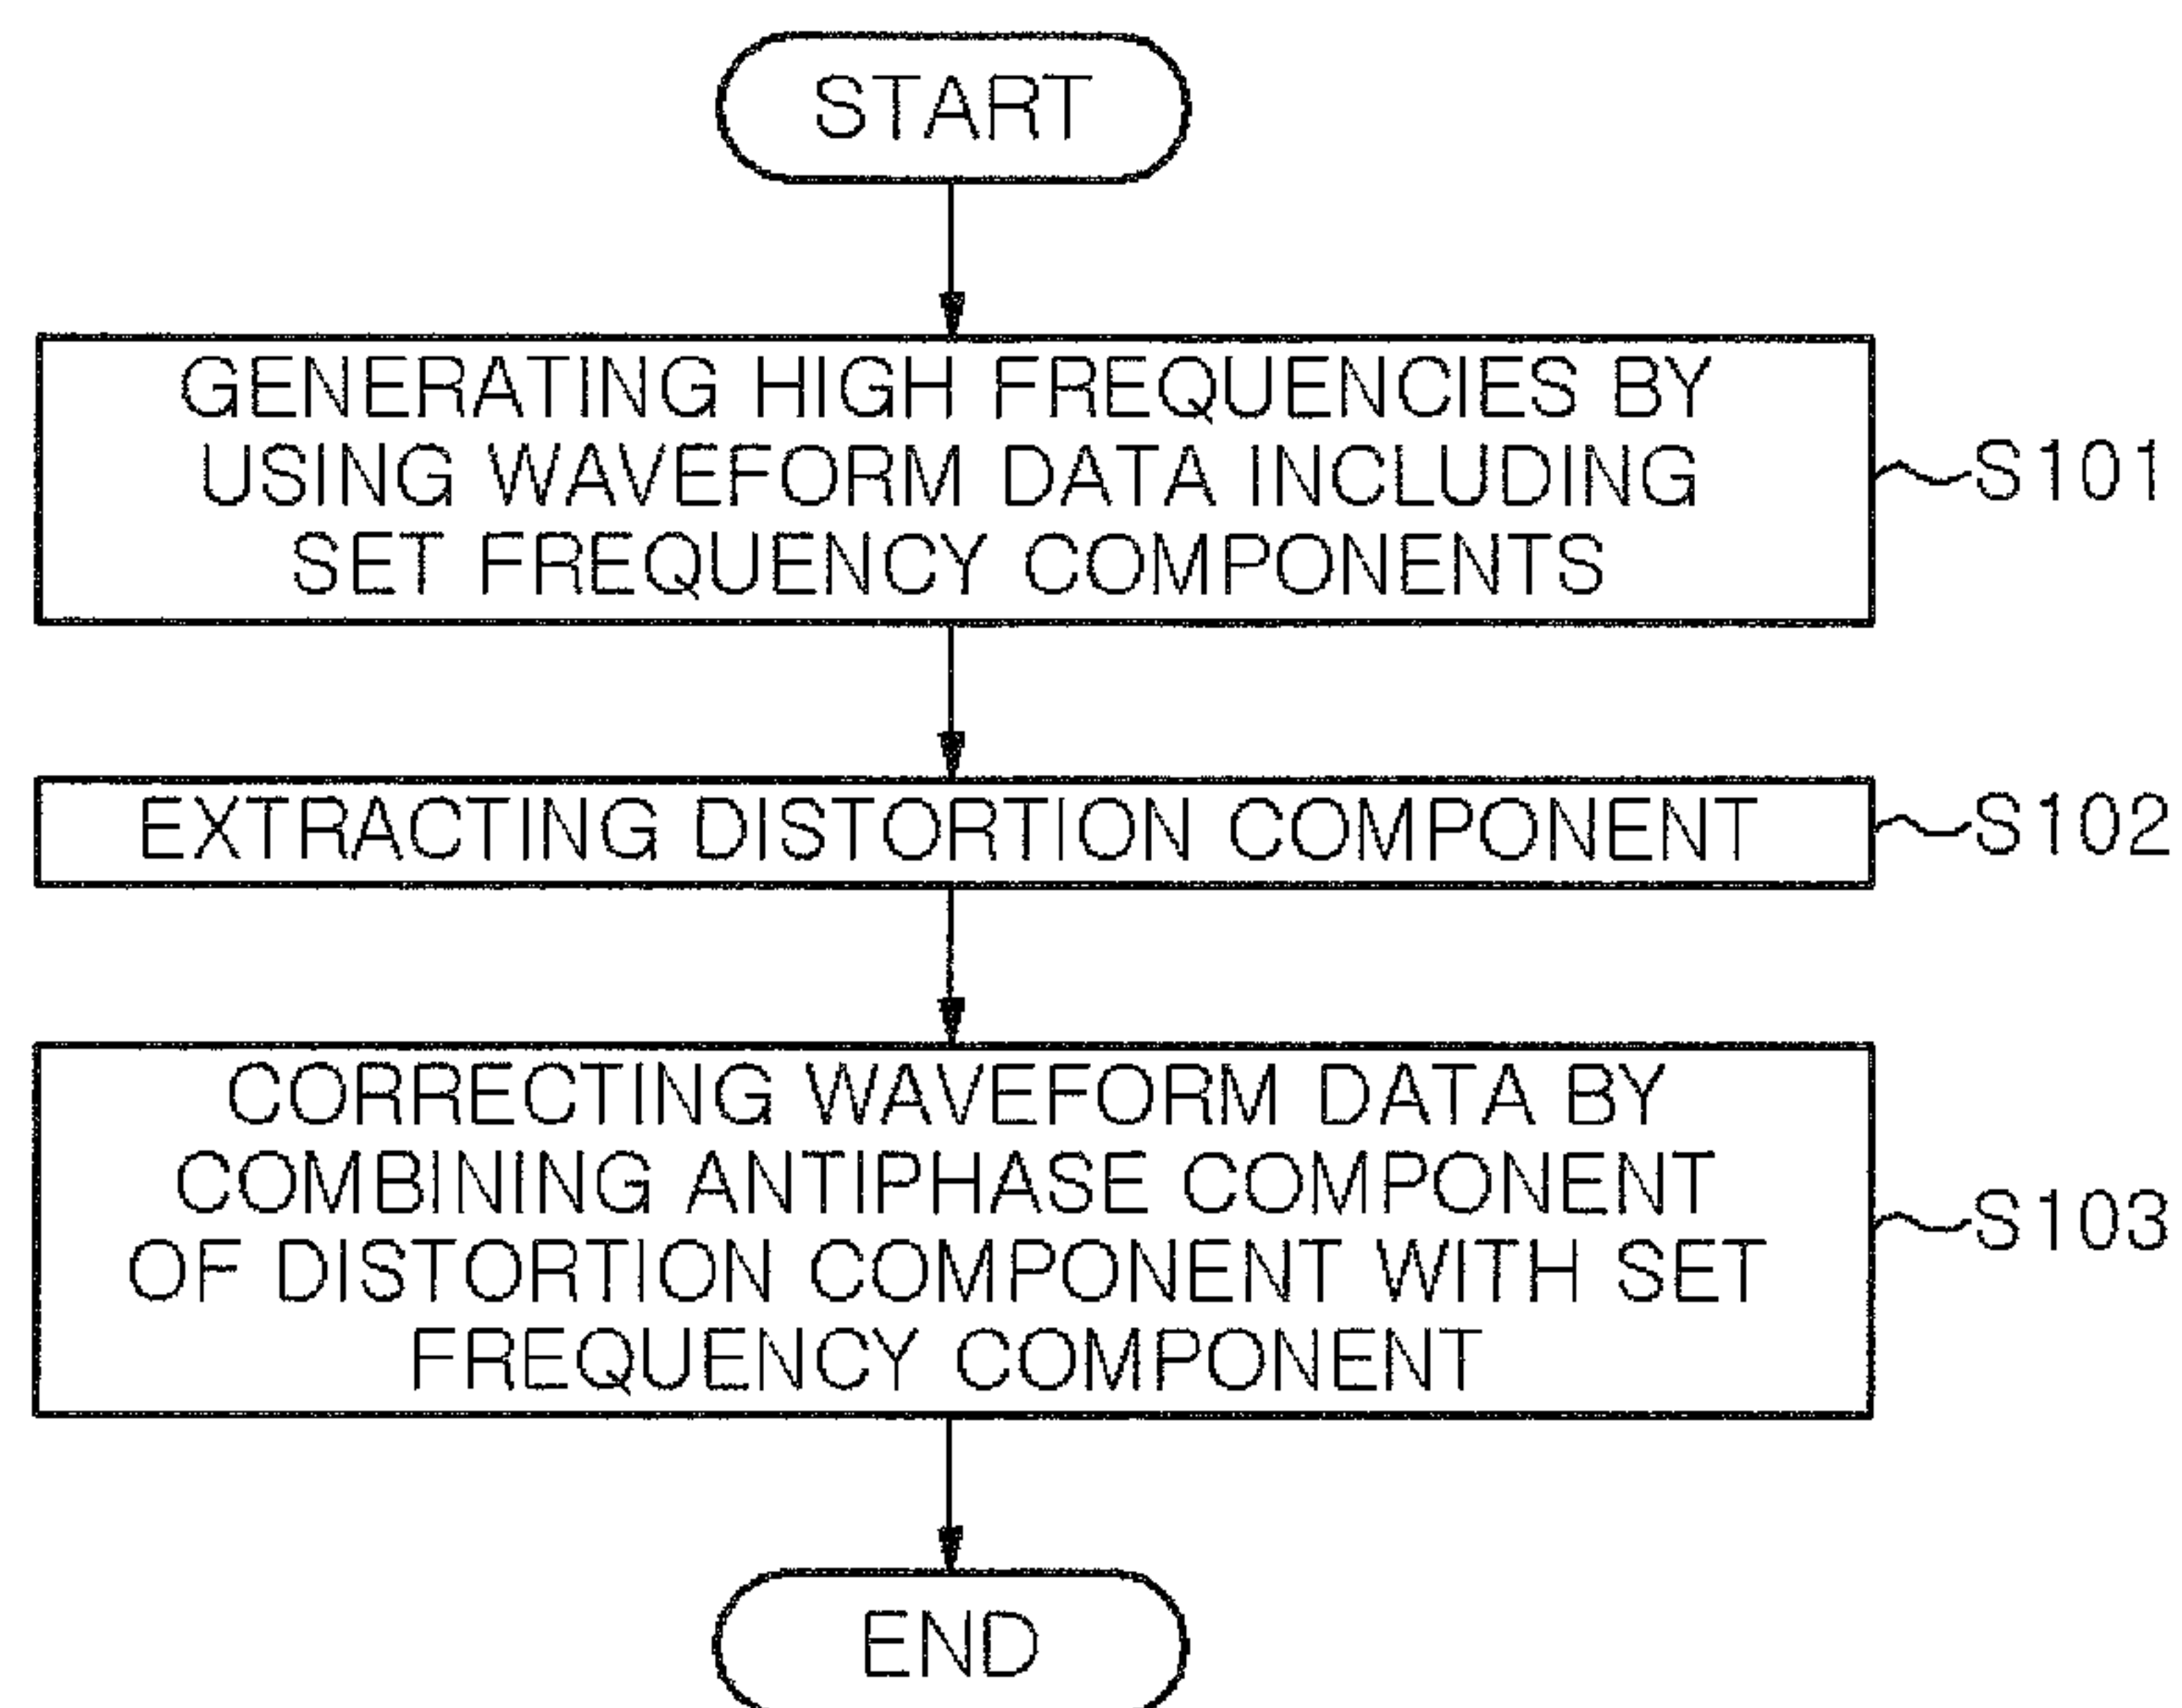 START
GENERATING HIGH FREQUENCIES BY
USING WAVEFORM DATA INCLUDING
SET FREQUENCY COMPONENTS
S101
EXTRACTING DISTORTION COMPONENT
S102
CORRECTING WAVEFORM DATA BY
COMBINING ANTIPHASE COMPONENT
OF DISTORTION COMPONENT WITH SET
FREQUENCY COMPONENT
S103
END